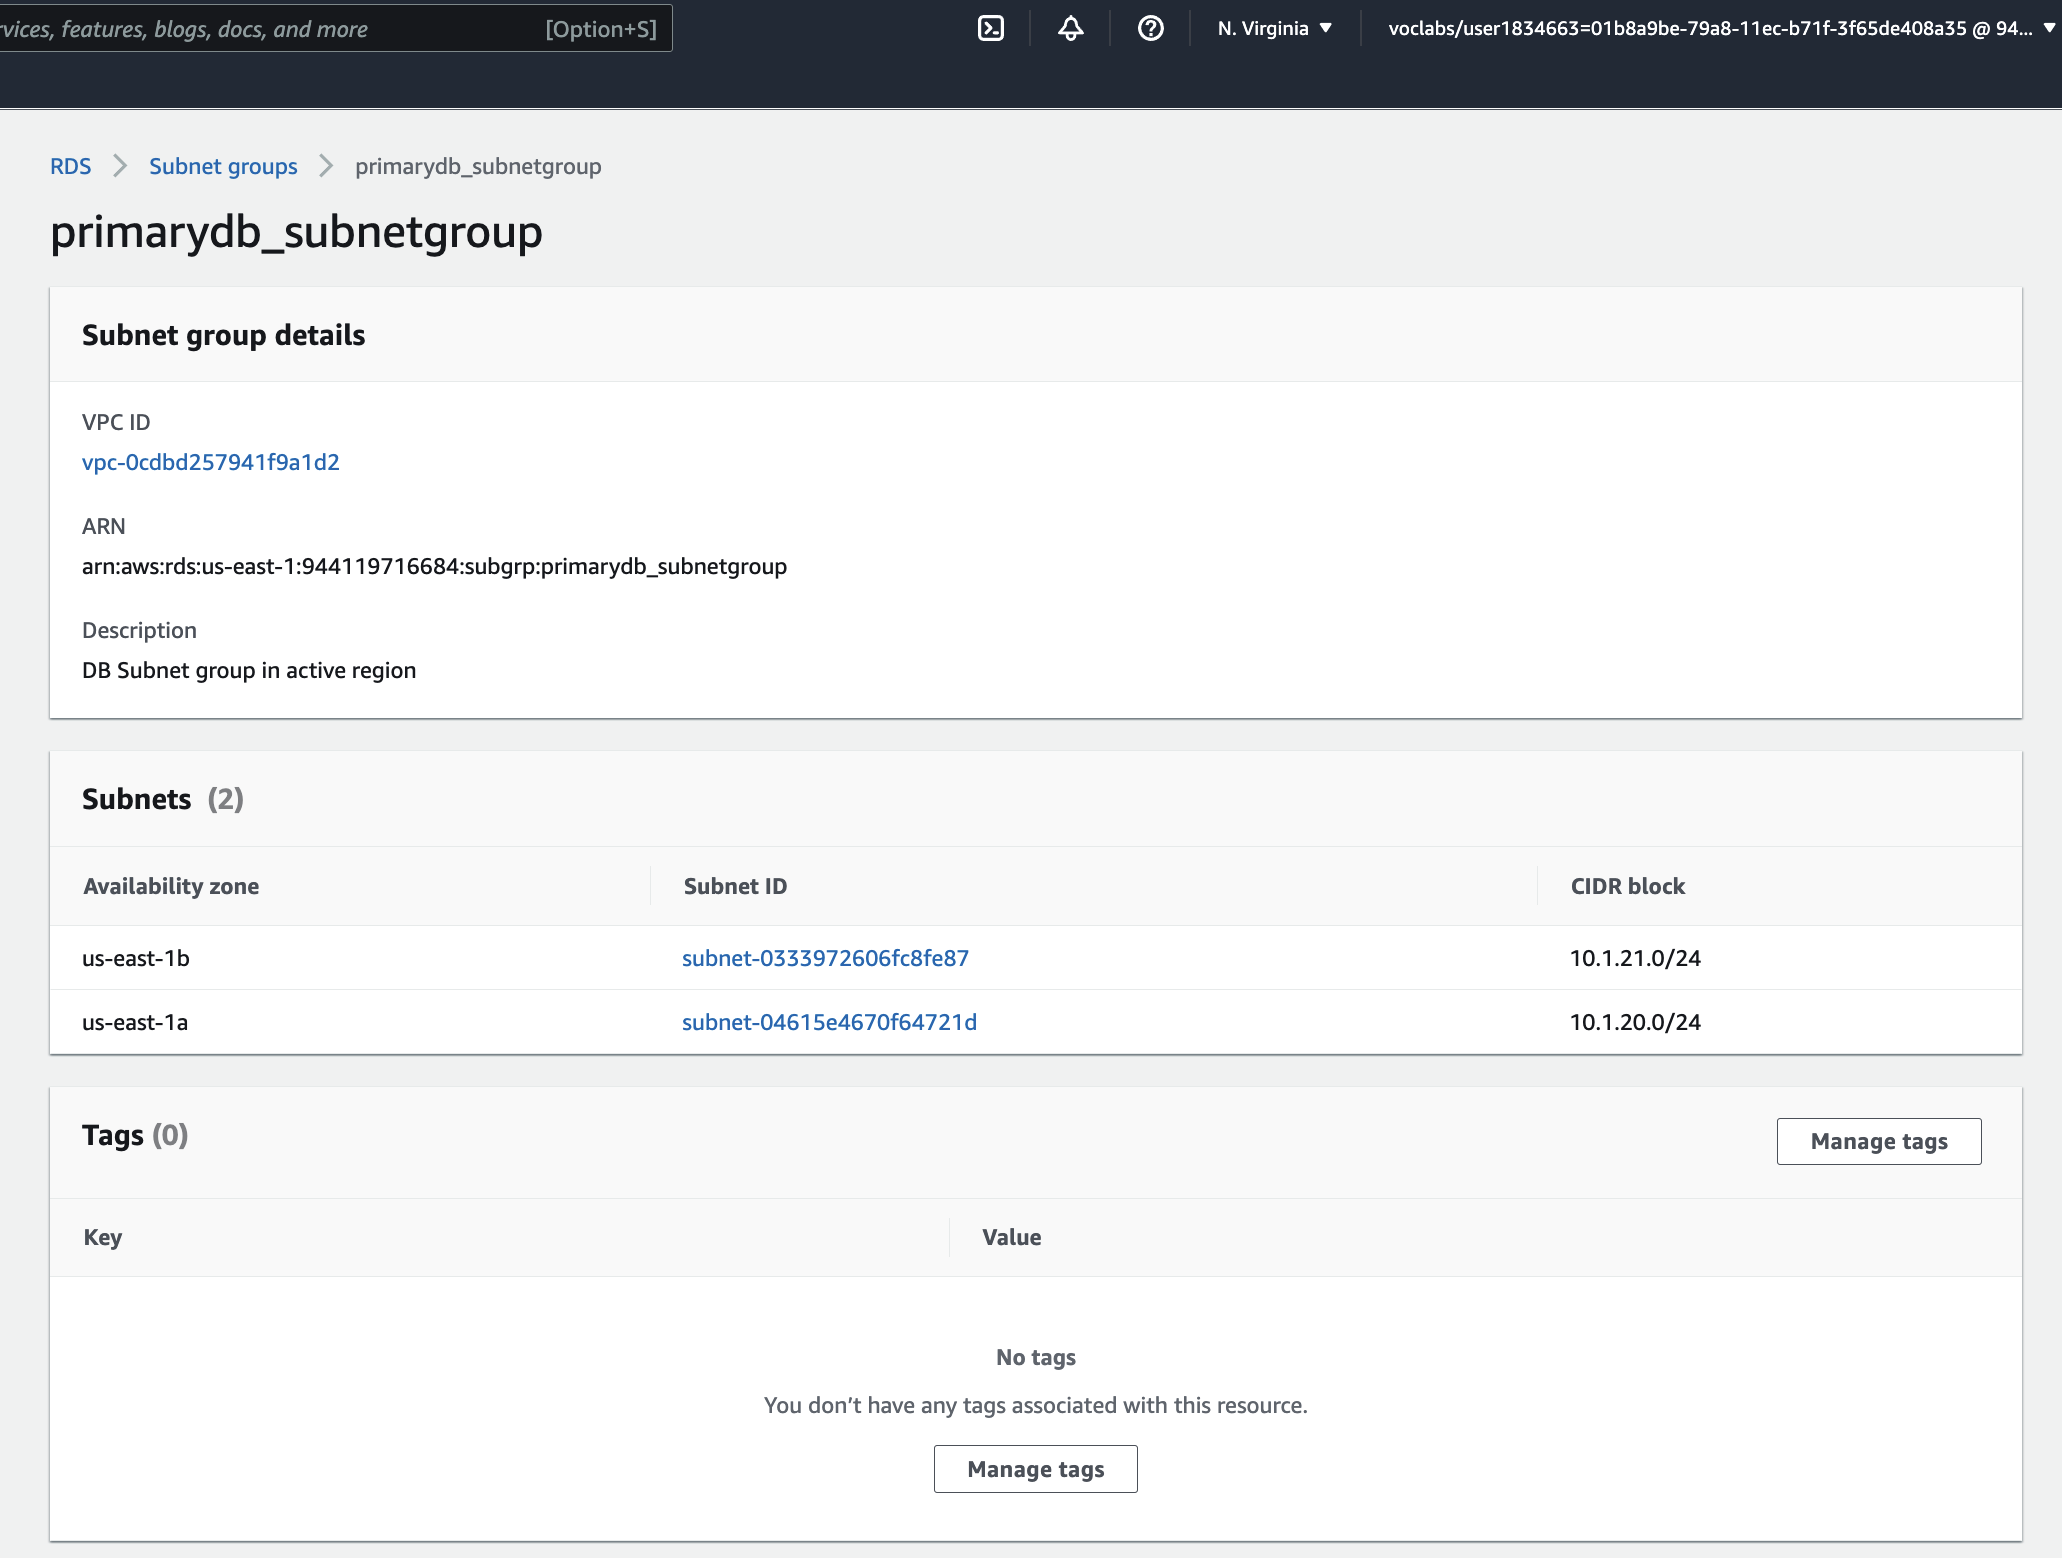 rvices, features, blogs, docs, and more [Option+S] N. Virginia voclabs/user1834663=01b8a9be-79a8-11ec-b71f-3f65de408a35 @ 94...
RDS Subnet groups primarydb_subnetgroup
primarydb_subnetgroup
Subnet group details
VPC ID
vpc-0cdbd257941f9a1d2
ARN
arn:aws:rds:us-east-1:944119716684:subgrp:primarydb_subnetgroup
Description
DB Subnet group in active region
Subnets (2)
Availability zone Subnet ID CIDR block
us-east-1b subnet-0333972606fc8fe87 10.1.21.0/24
us-east-1a subnet-04615e4670f64721d 10.1.20.0/24
Tags (0) Manage tags
Key Value
No tags
You don’t have any tags associated with this resource.
Manage tags